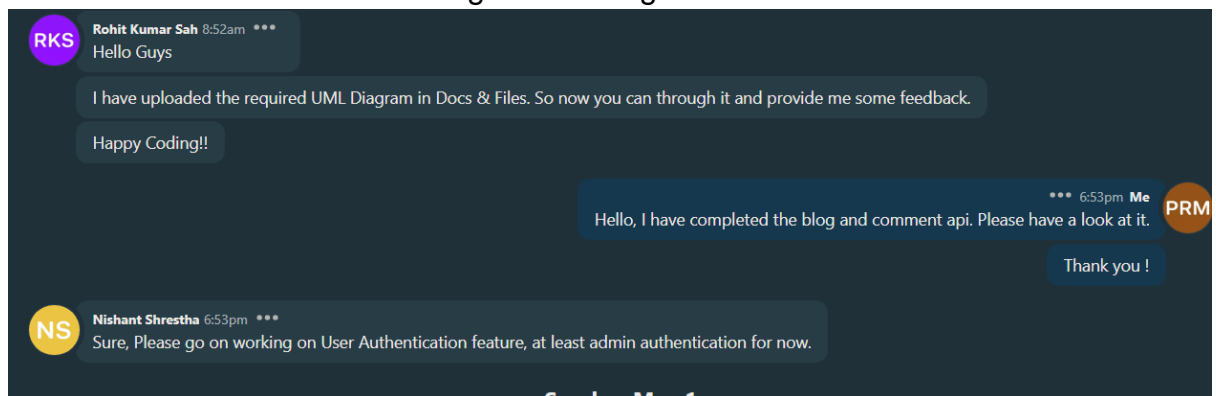 RKS
Rohit Kumar Sah 8:52am •••
Hello Guys
I have uploaded the required UML Diagram in Docs & Files. So now you can through it and provide me some feedback.
Happy Coding!!
••• 6:53pm Me
PRM
Hello, I have completed the blog and comment api. Please have a look at it.
Thank you !
NS
Nishant Shrestha 6:53pm •••
Sure, Please go on working on User Authentication feature, at least admin authentication for now.